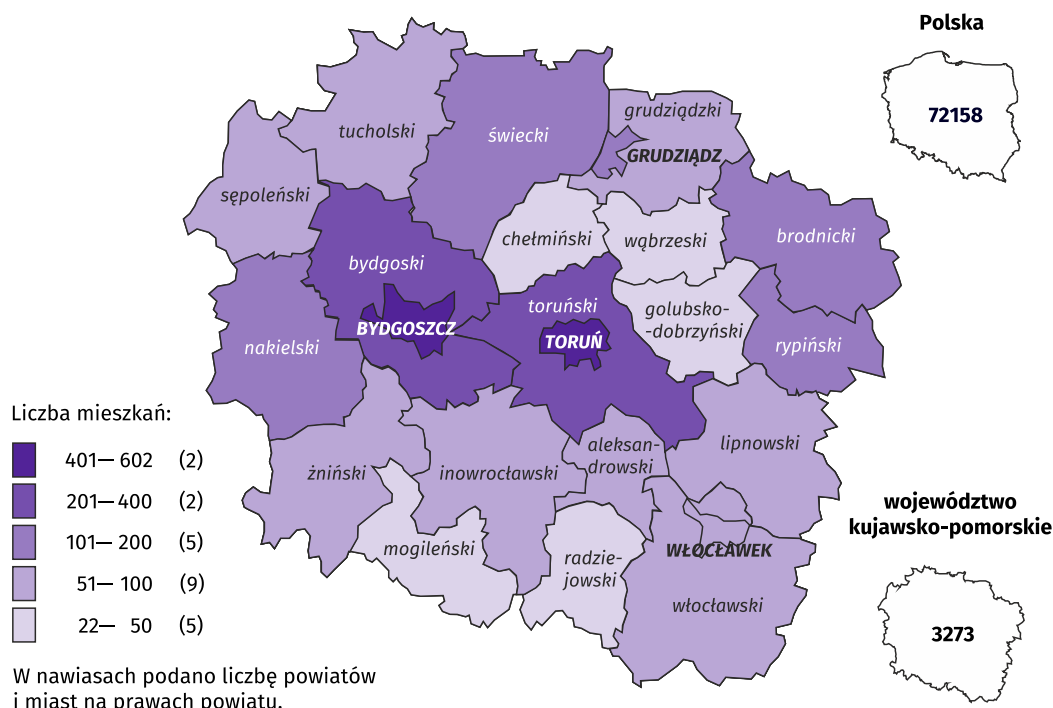 Polska
72158
tucholski
świecki
grudziądzki
GRUDZIĄDZ
sępoleński
chełmiński
wąbrzeski
brodnicki
bydgoski
toruński
golubsko-
-dobrzyński
BYDGOSZCZ
TORUŃ
nakielski
rypiński
Liczba mieszkań:
401— 602 (2)
201— 400 (2)
101— 200 (5)
51— 100 (9)
22— 50 (5)
żniński
inowrocławski
aleksan-
drowski
lipnowski
mogileński
radzie-
jowski
WŁOCŁAWEK
włocławski
województwo
kujawsko-pomorskie
3273
W nawiasach podano liczbę powiatów
i miast na prawach powiatu.